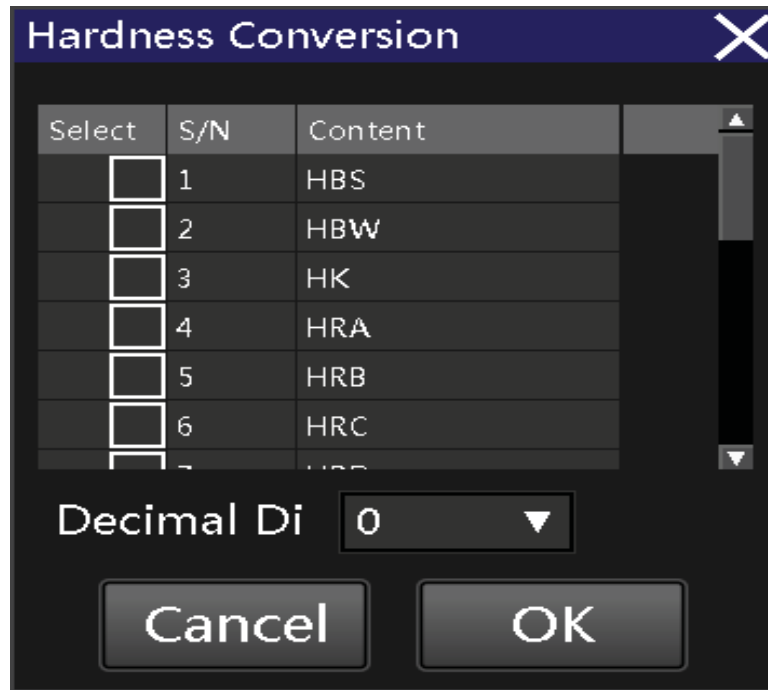 Hardness Conversion
Select S/N Content
1 HBS
2 HBW
3 HK
4 HRA
5 HRB
6 HRC
Decimal Di 0
Cancel OK